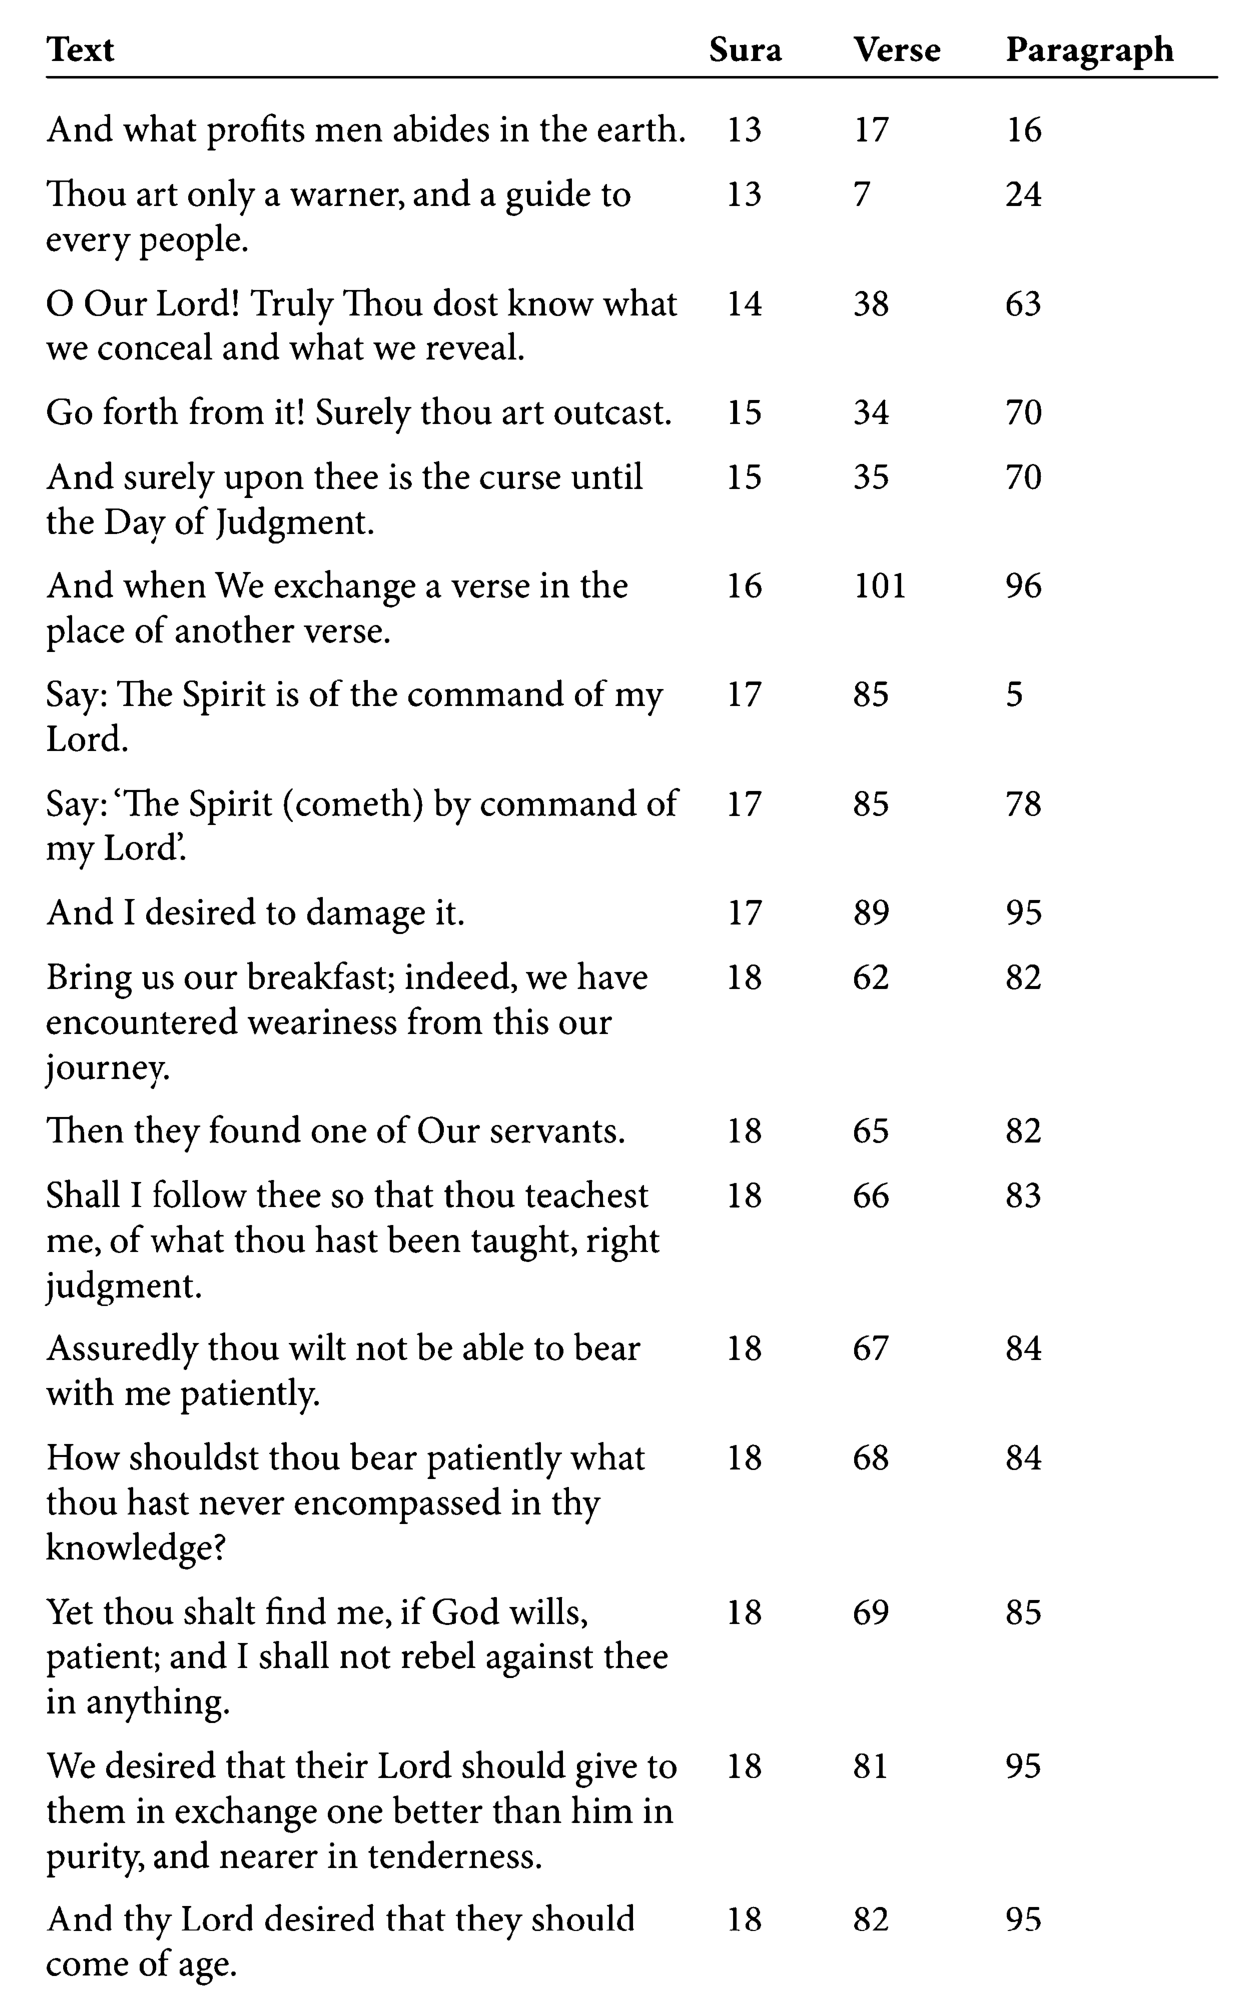 Text Sura Verse Paragraph
And what profits men abides in the earth. 13 17 16
Thou art only a warner, and a guide to 13 7 24
every people.
O Our Lord! Truly Thou dost know what 14 38 63
we conceal and what we reveal.
Go forth from it! Surely thou art outcast. 15 34 70
And surely upon thee is the curse until 15 35 70
the Day of Judgment.
And when We exchange a verse in the 16 101 96
place of another verse.
Say: The Spirit is of the command of my 17 85 5
Lord.
Say: ‘The Spirit (cometh) by command of 17 85 78
my Lord’.
And I desired to damage it. 17 89 95
Bring us our breakfast; indeed, we have 18 62 82
encountered weariness from this our
journey.
Then they found one of Our servants. 18 65 82
Shall I follow thee so that thou teachest 18 66 83
me, of what thou hast been taught, right
judgment.
Assuredly thou wilt not be able to bear 18 67 84
with me patiently.
How shouldst thou bear patiently what 18 68 84
thou hast never encompassed in thy
knowledge?
Yet thou shalt find me, if God wills, 18 69 85
patient; and I shall not rebel against thee
in anything.
We desired that their Lord should give to 18 81 95
them in exchange one better than him in
purity, and nearer in tenderness.
And thy Lord desired that they should 18 82 95
come of age.